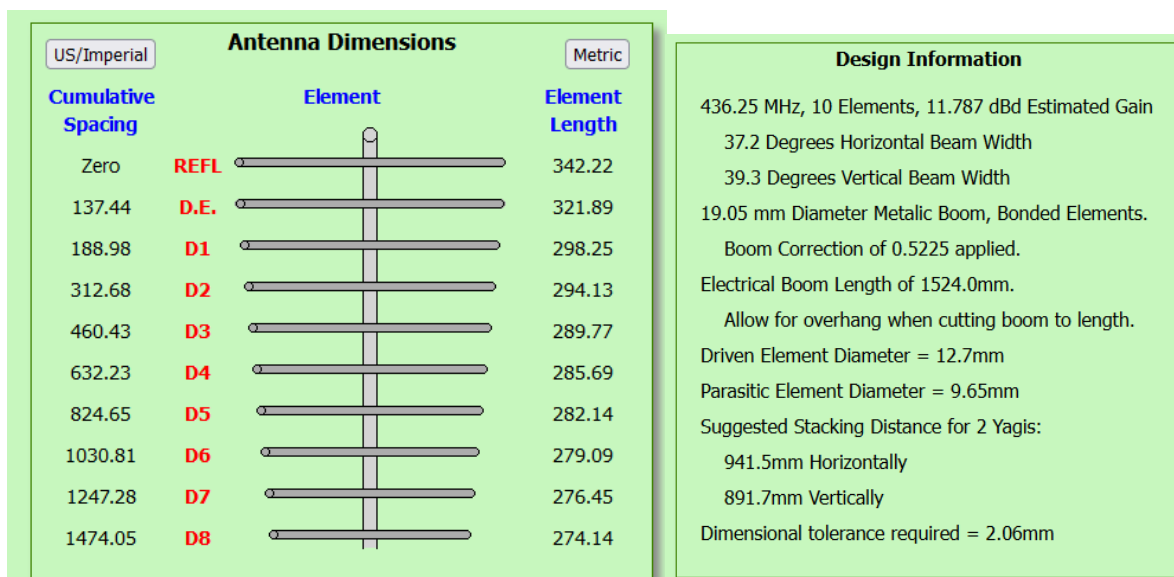 Antenna Dimensions
US/Imperial
Metric
Cumulative Spacing Element Element Length
Zero REFL 342.22
137.44 D.E. 321.89
188.98 D1 298.25
312.68 D2 294.13
460.43 D3 289.77
632.23 D4 285.69
824.65 D5 282.14
1030.81 D6 279.09
1247.28 D7 276.45
1474.05 D8 274.14
Design Information
436.25 MHz, 10 Elements, 11.787 dBd Estimated Gain
37.2 Degrees Horizontal Beam Width
39.3 Degrees Vertical Beam Width
19.05 mm Diameter Metalic Boom, Bonded Elements.
Boom Correction of 0.5225 applied.
Electrical Boom Length of 1524.0mm.
Allow for overhang when cutting boom to length.
Driven Element Diameter = 12.7mm
Parasitic Element Diameter = 9.65mm
Suggested Stacking Distance for 2 Yagis:
941.5mm Horizontally
891.7mm Vertically
Dimensional tolerance required = 2.06mm